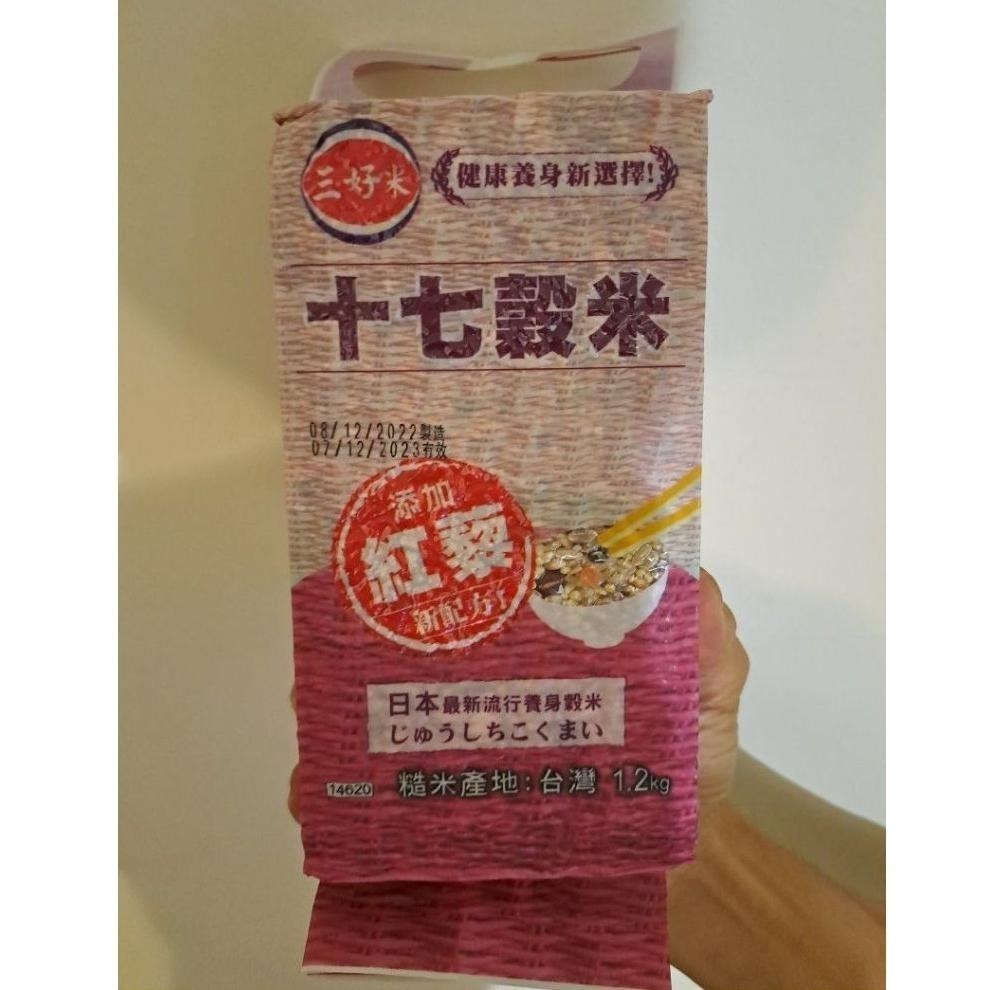 三好米
健康養身新選擇!
十七穀米
08/12/2022製造
07/12/2023有效
添加
紅藜
新配方!
日本最新流行養身穀米
じゅうしちこくまい
14620
糙米產地:台灣 1.2kg